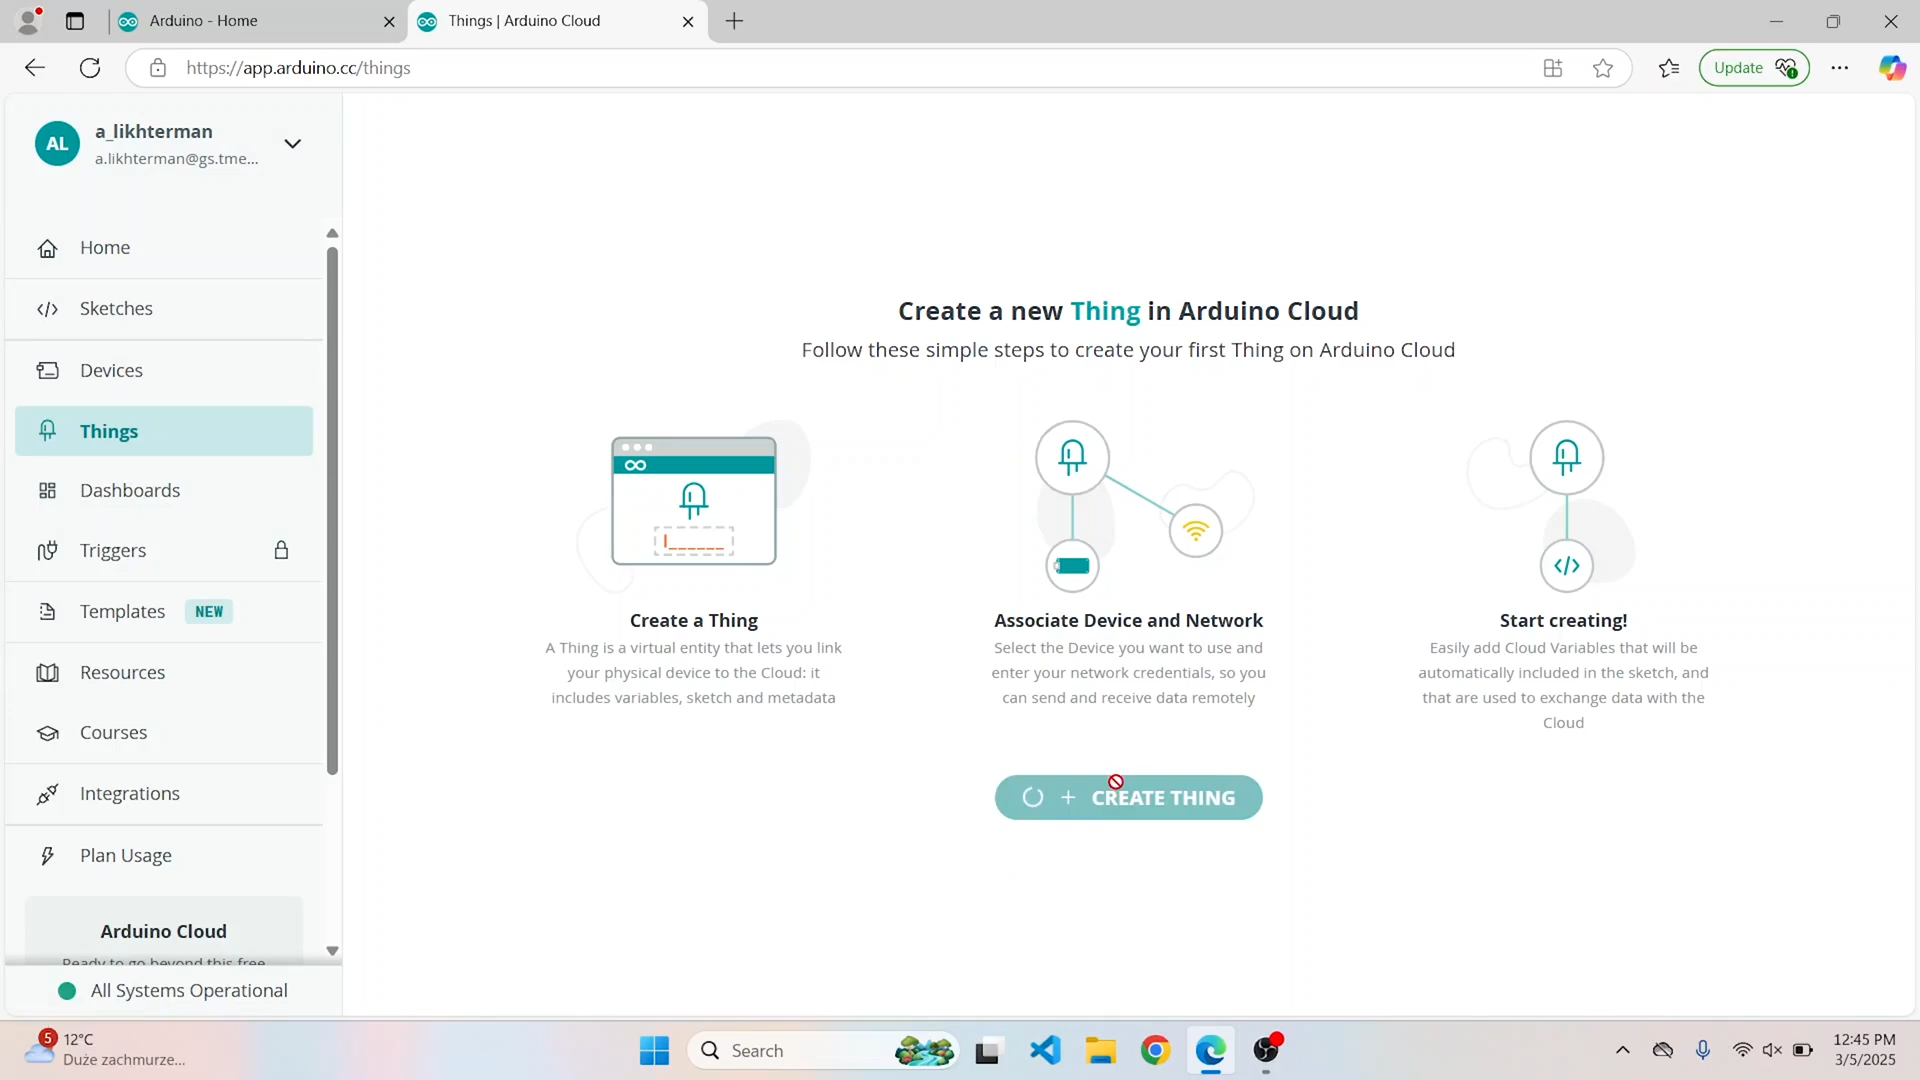 Arduino - Home
Things | Arduino Cloud
https://app.arduino.cc/things
Update
AL
a_likhterman
a.likhterman@gs.tme...
Home
Sketches
Devices
Things
Dashboards
Triggers
Templates NEW
Resources
Courses
Integrations
Plan Usage
Arduino Cloud
Ready to go beyond this free
All Systems Operational
Create a new Thing in Arduino Cloud
Follow these simple steps to create your first Thing on Arduino Cloud
Create a Thing
A Thing is a virtual entity that lets you link
your physical device to the Cloud: it
includes variables, sketch and metadata
Associate Device and Network
Select the Device you want to use and
enter your network credentials, so you
can send and receive data remotely
Start creating!
Easily add Cloud Variables that will be
automatically included in the sketch, and
that are used to exchange data with the
Cloud
+ CREATE THING
5
12°C
Duże zachmurze...
Search
12:45 PM
3/5/2025